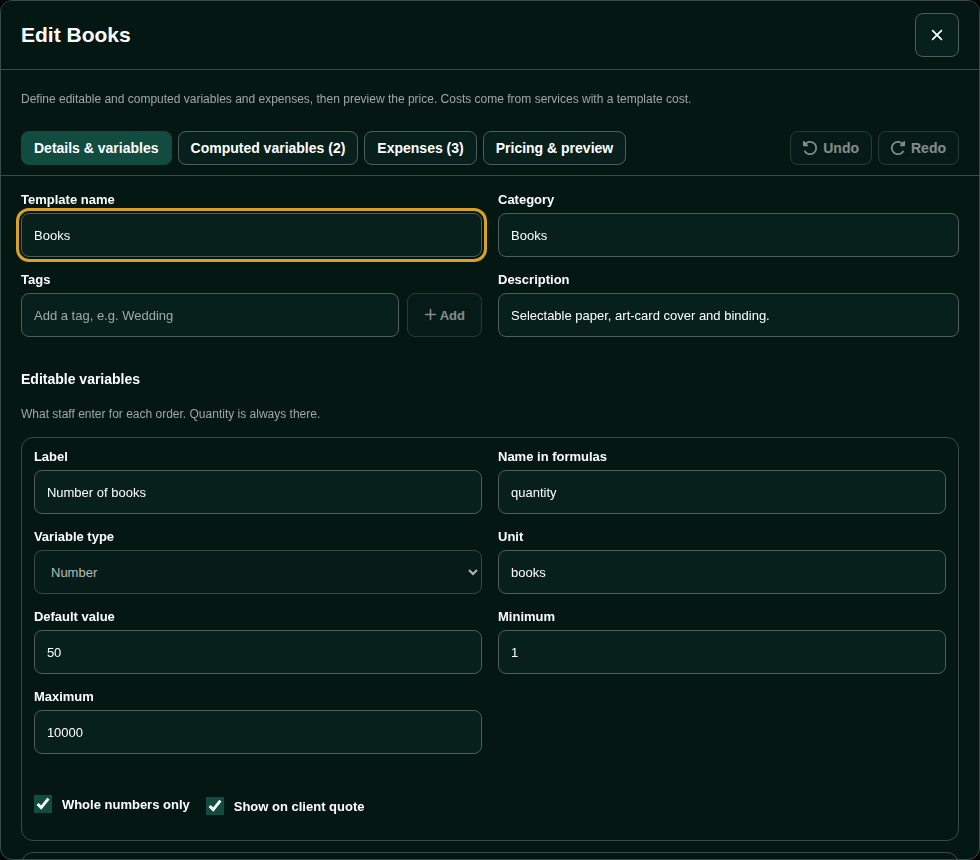 Edit Books
Define editable and computed variables and expenses, then preview the price. Costs come from services with a template cost.
Details & variables
Computed variables (2)
Expenses (3)
Pricing & preview
Undo
Redo
Template name
Category
Books
Books
Tags
Description
Add a tag, e.g. Wedding
Add
Selectable paper, art-card cover and binding.
Editable variables
What staff enter for each order. Quantity is always there.
Label
Name in formulas
Number of books
quantity
Variable type
Unit
Number
books
Default value
Minimum
50
1
Maximum
10000
Whole numbers only
Show on client quote